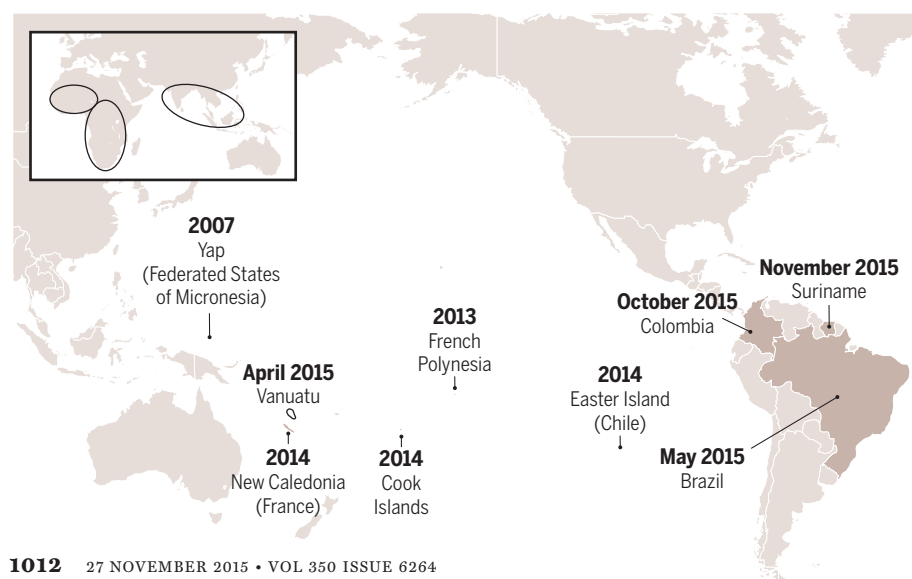 2007
Yap
(Federated States
of Micronesia)
April 2015
Vanuatu
2014
New Caledonia
(France)
2014
Cook
Islands
2013
French
Polynesia
2014
Easter Island
(Chile)
October 2015
Colombia
November 2015
Suriname
May 2015
Brazil
1012 27 NOVEMBER 2015 • VOL 350 ISSUE 6264